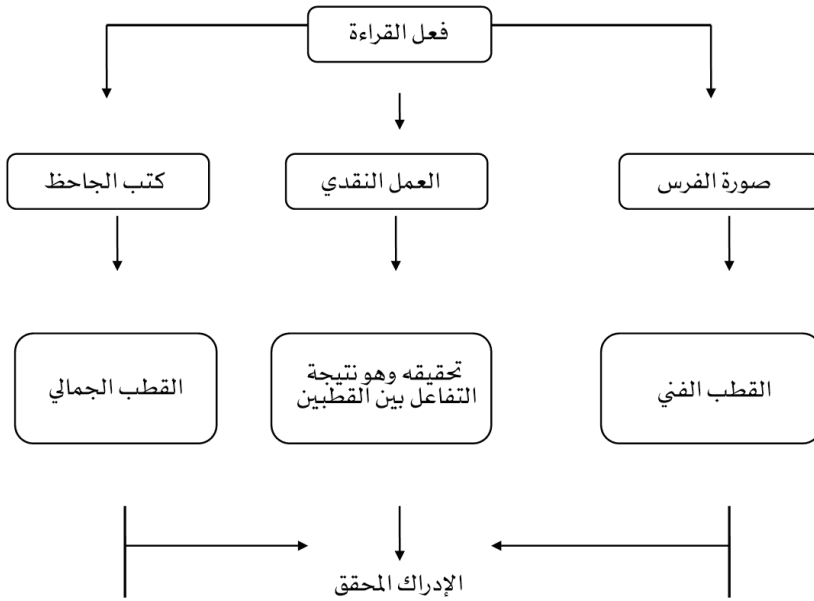 فعل القراءة
صورة الفرس
العمل النقدي
كتب الجاحظ
القطب الفني
تحقيقه وهو نتيجة
التفاعل بين القطبين
القطب الجمالي
الإدراك المحقق